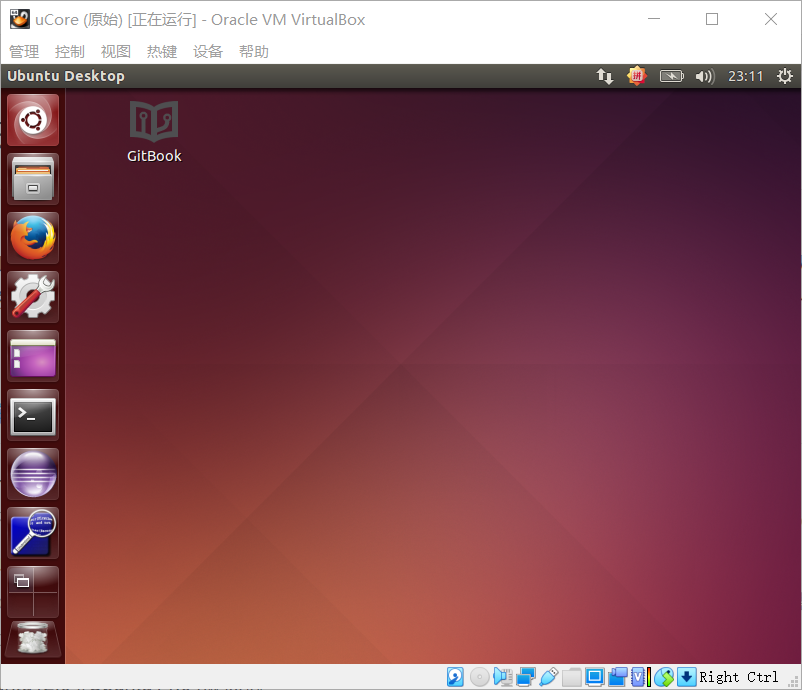 uCore (原始) [正在运行] - Oracle VM VirtualBox
管理 控制 视图 热键 设备 帮助
Ubuntu Desktop 拼 23:11
GitBook
>_
V
Right Ctrl